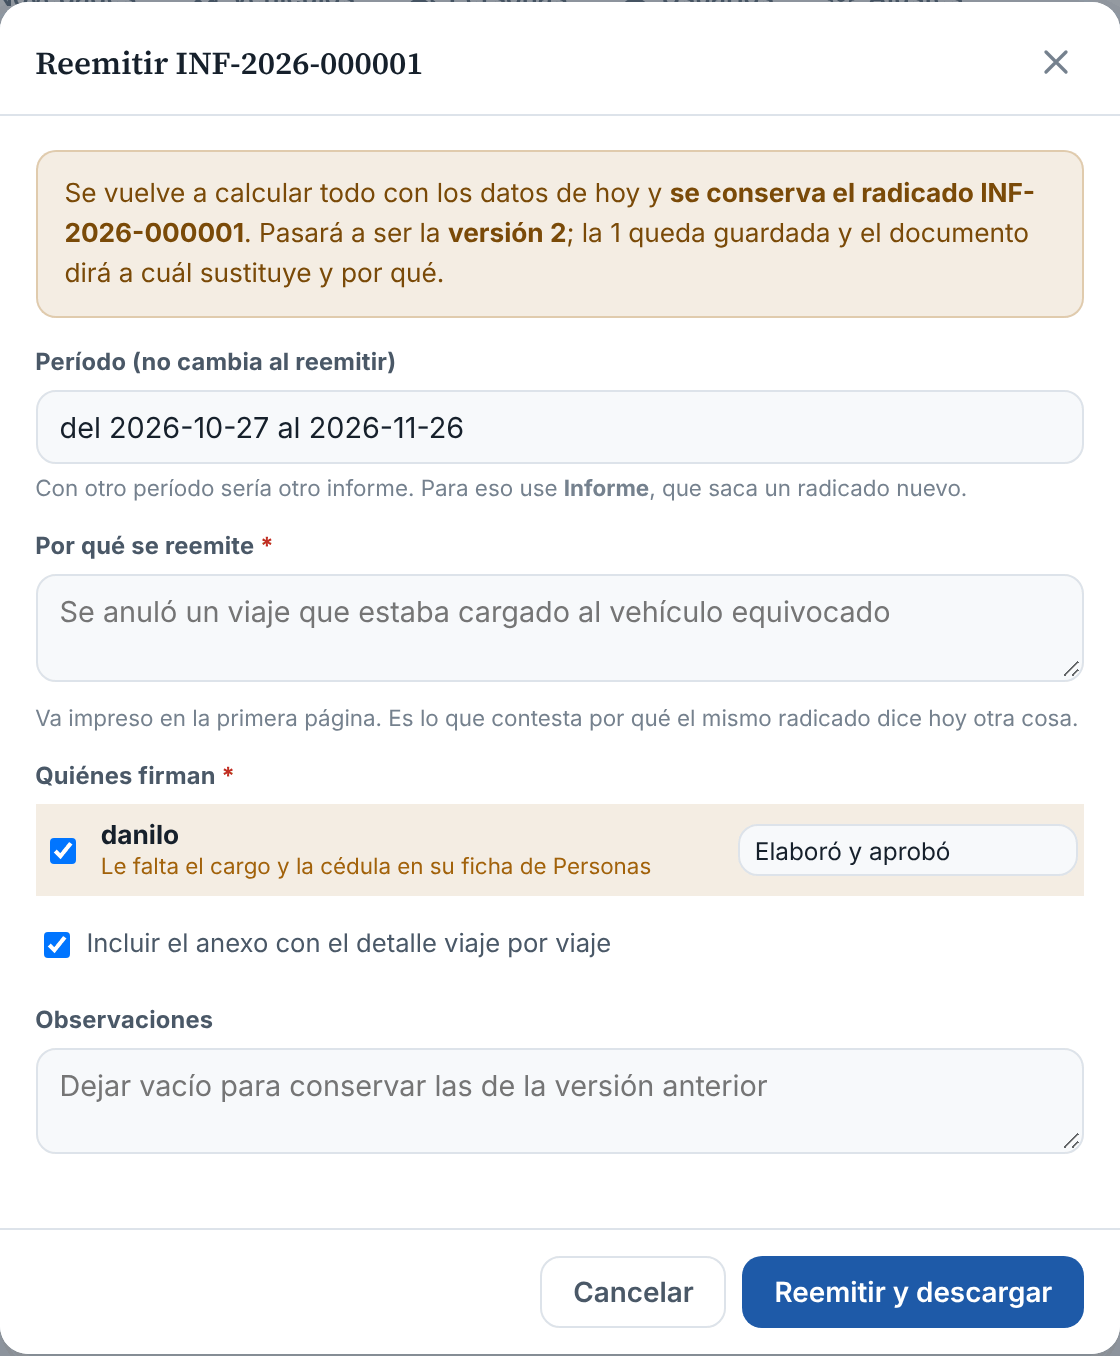 Reemitir INF-2026-000001
Se vuelve a calcular todo con los datos de hoy y se conserva el radicado INF-
2026-000001. Pasará a ser la versión 2; la 1 queda guardada y el documento
dirá a cuál sustituye y por qué.
Período (no cambia al reemitir)
del 2026-10-27 al 2026-11-26
Con otro período sería otro informe. Para eso use Informe, que saca un radicado nuevo.
Por qué se reemite *
Se anuló un viaje que estaba cargado al vehículo equivocado
Va impreso en la primera página. Es lo que contesta por qué el mismo radicado dice hoy otra cosa.
Quiénes firman *
danilo
Le falta el cargo y la cédula en su ficha de Personas
Elaboró y aprobó
Incluir el anexo con el detalle viaje por viaje
Observaciones
Dejar vacío para conservar las de la versión anterior
Cancelar
Reemitir y descargar